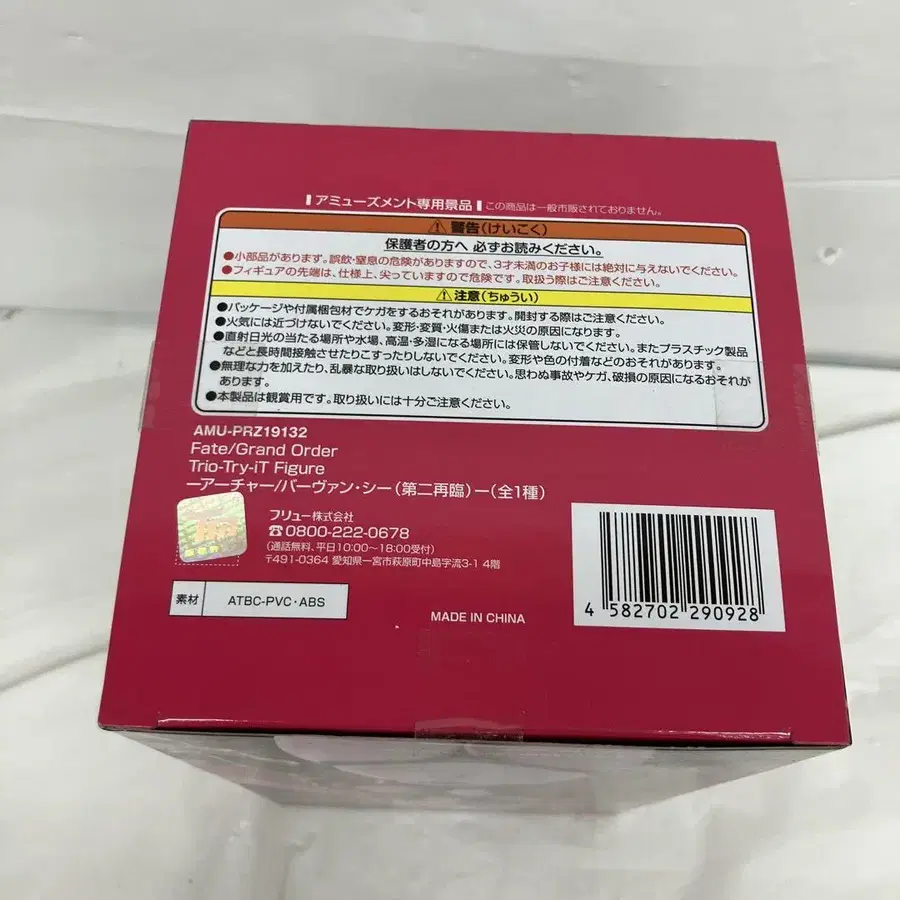 アミューズメント専用景品 この商品は一般市販されておりません。
警告(けいこく)
保護者の方へ 必ずお読みください。
●小部品があります。誤飲・窒息の危険がありますので、3才未満のお子様には絶対に与えないでください。
●フィギュアの先端は、仕様上、尖っていますので危険です。取扱う際はご注意ください。
注意(ちゅうい)
●パッケージや付属梱包材でケガをするおそれがあります。開封する際はご注意ください。
●火気には近づけないでください。変形・変質・火傷または火災の原因になります。
●直射日光の当たる場所や水場、高温・多湿になる場所には保管しないでください。またプラスチック製品
などと長時間接触させたりこすったりしないでください。変形や色の付着などのおそれがあります。
●無理な力を加えたり、乱暴な取り扱いはしないでください。思わぬ事故やケガ、破損の原因になるおそれが
あります。
●本製品は観賞用です。取り扱いには十分ご注意ください。
AMU-PRZ19132
Fate/Grand Order
Trio-Try-iT Figure
ーアーチャー/バーヴァン・シー(第二再臨)ー(全1種)
フリュー株式会社
☎0800-222-0678
(通話無料、平日10:00~18:00受付)
〒491-0364 愛知県一宮市萩原町中島字流3-1 4階
素材 ATBC-PVC・ABS
MADE IN CHINA
4 582702 290928